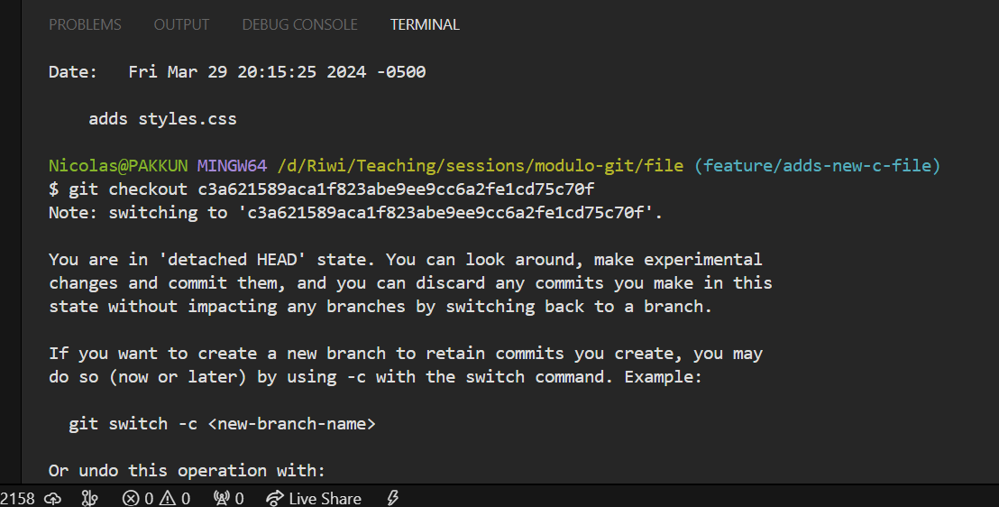 PROBLEMS OUTPUT DEBUG CONSOLE TERMINAL
Date:   Fri Mar 29 20:15:25 2024 -0500
    adds styles.css
Nicolas@PAKKUN MINGW64 /d/Riwi/Teaching/sessions/modulo-git/file (feature/adds-new-c-file)
$ git checkout c3a621589aca1f823abe9ee9cc6a2fe1cd75c70f
Note: switching to 'c3a621589aca1f823abe9ee9cc6a2fe1cd75c70f'.
You are in 'detached HEAD' state. You can look around, make experimental
changes and commit them, and you can discard any commits you make in this
state without impacting any branches by switching back to a branch.
If you want to create a new branch to retain commits you create, you may
do so (now or later) by using -c with the switch command. Example:
  git switch -c <new-branch-name>
Or undo this operation with:
2158 0 0 0 Live Share